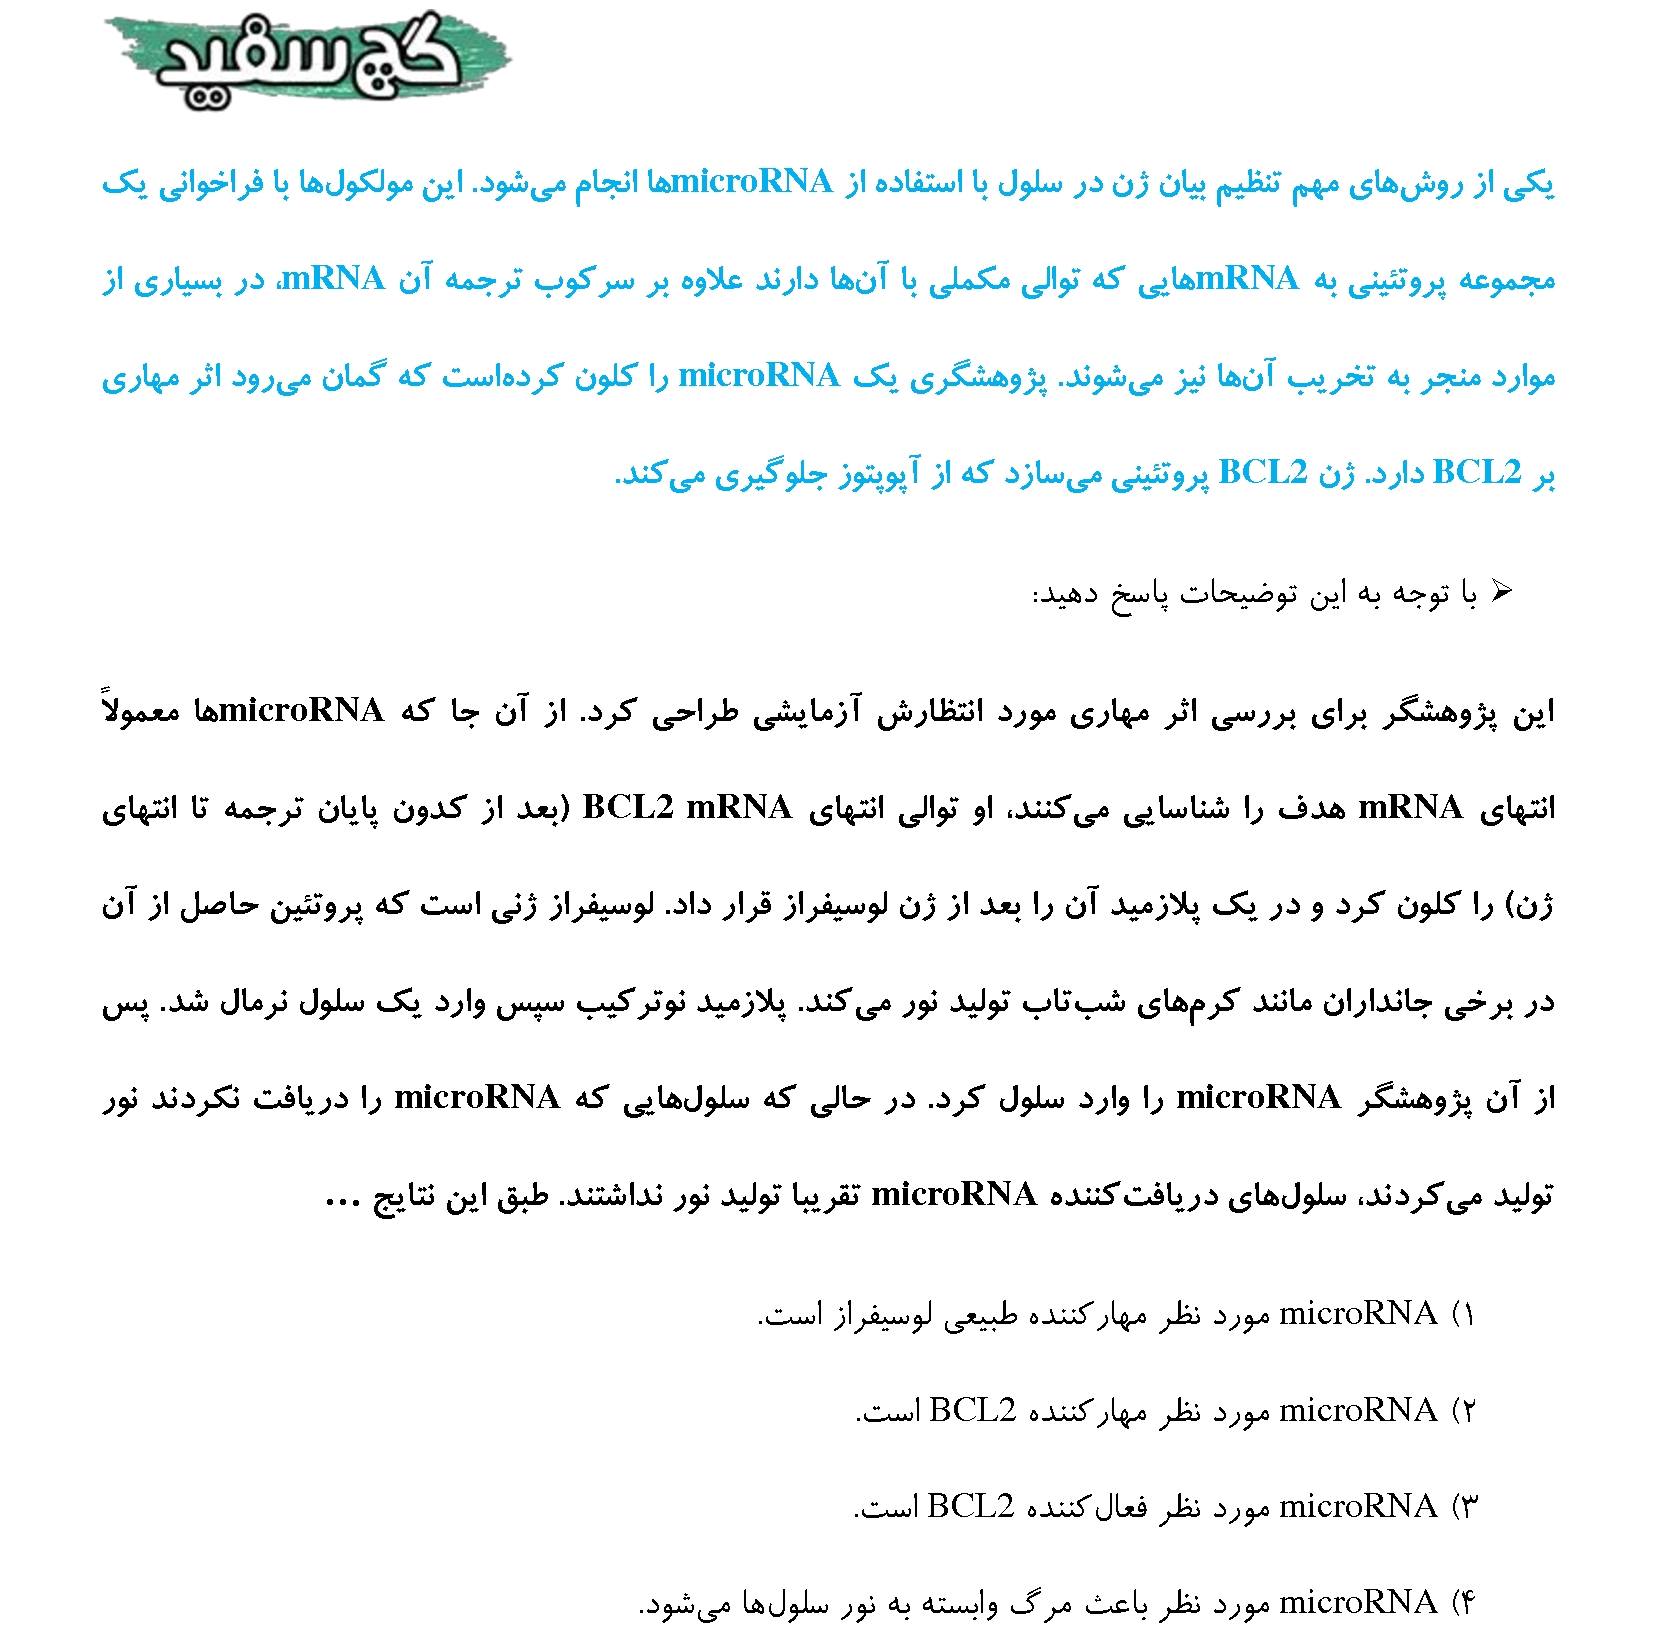 گچ سفید
یکی از روش‌های مهم تنظیم بیان ژن در سلول با استفاده از microRNAها انجام می‌شود. این مولکول‌ها با فراخوانی یک
مجموعه پروتئینی به mRNAهایی که توالی مکملی با آن‌ها دارند علاوه بر سرکوب ترجمه آن mRNA، در بسیاری از
موارد منجر به تخریب آن‌ها نیز می‌شوند. پژوهشگری یک microRNA را کلون کرده‌است که گمان می‌رود اثر مهاری
بر BCL2 دارد. ژن BCL2 پروتئینی می‌سازد که از آپوپتوز جلوگیری می‌کند.
➢ با توجه به این توضیحات پاسخ دهید:
این پژوهشگر برای بررسی اثر مهاری مورد انتظارش آزمایشی طراحی کرد. از آن جا که microRNAها معمولاً
انتهای mRNA هدف را شناسایی می‌کنند، او توالی انتهای BCL2 mRNA (بعد از کدون پایان ترجمه تا انتهای
ژن) را کلون کرد و در یک پلازمید آن را بعد از ژن لوسیفراز قرار داد. لوسیفراز ژنی است که پروتئین حاصل از آن
در برخی جانداران مانند کرم‌های شب‌تاب تولید نور می‌کند. پلازمید نوترکیب سپس وارد یک سلول نرمال شد. پس
از آن پژوهشگر microRNA را وارد سلول کرد. در حالی که سلول‌هایی که microRNA را دریافت نکردند نور
تولید می‌کردند، سلول‌های دریافت‌کننده microRNA تقریبا تولید نور نداشتند. طبق این نتایج ...
۱) microRNA مورد نظر مهارکننده طبیعی لوسیفراز است.
۲) microRNA مورد نظر مهارکننده BCL2 است.
۳) microRNA مورد نظر فعال‌کننده BCL2 است.
۴) microRNA مورد نظر باعث مرگ وابسته به نور سلول‌ها می‌شود.